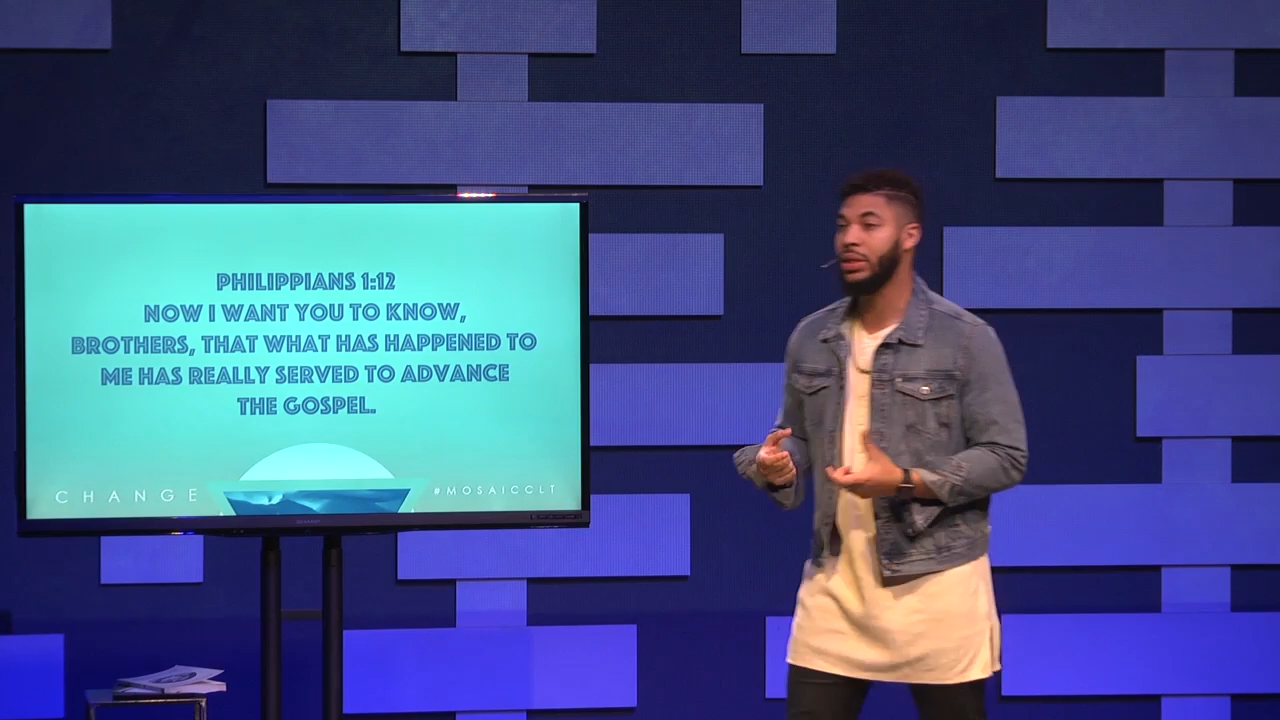 PHILIPPIANS 1:12
NOW I WANT YOU TO KNOW,
BROTHERS, THAT WHAT HAS HAPPENED TO
ME HAS REALLY SERVED TO ADVANCE
THE GOSPEL.
CHANGE
#MOSAICCLT
SHARP